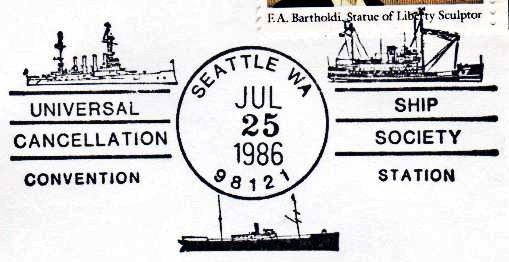 F.A. Bartholdi, Statue of Liberty Sculptor
SEATTLE WA
JUL
25
1986
98121
UNIVERSAL
CANCELLATION
CONVENTION
SHIP
SOCIETY
STATION